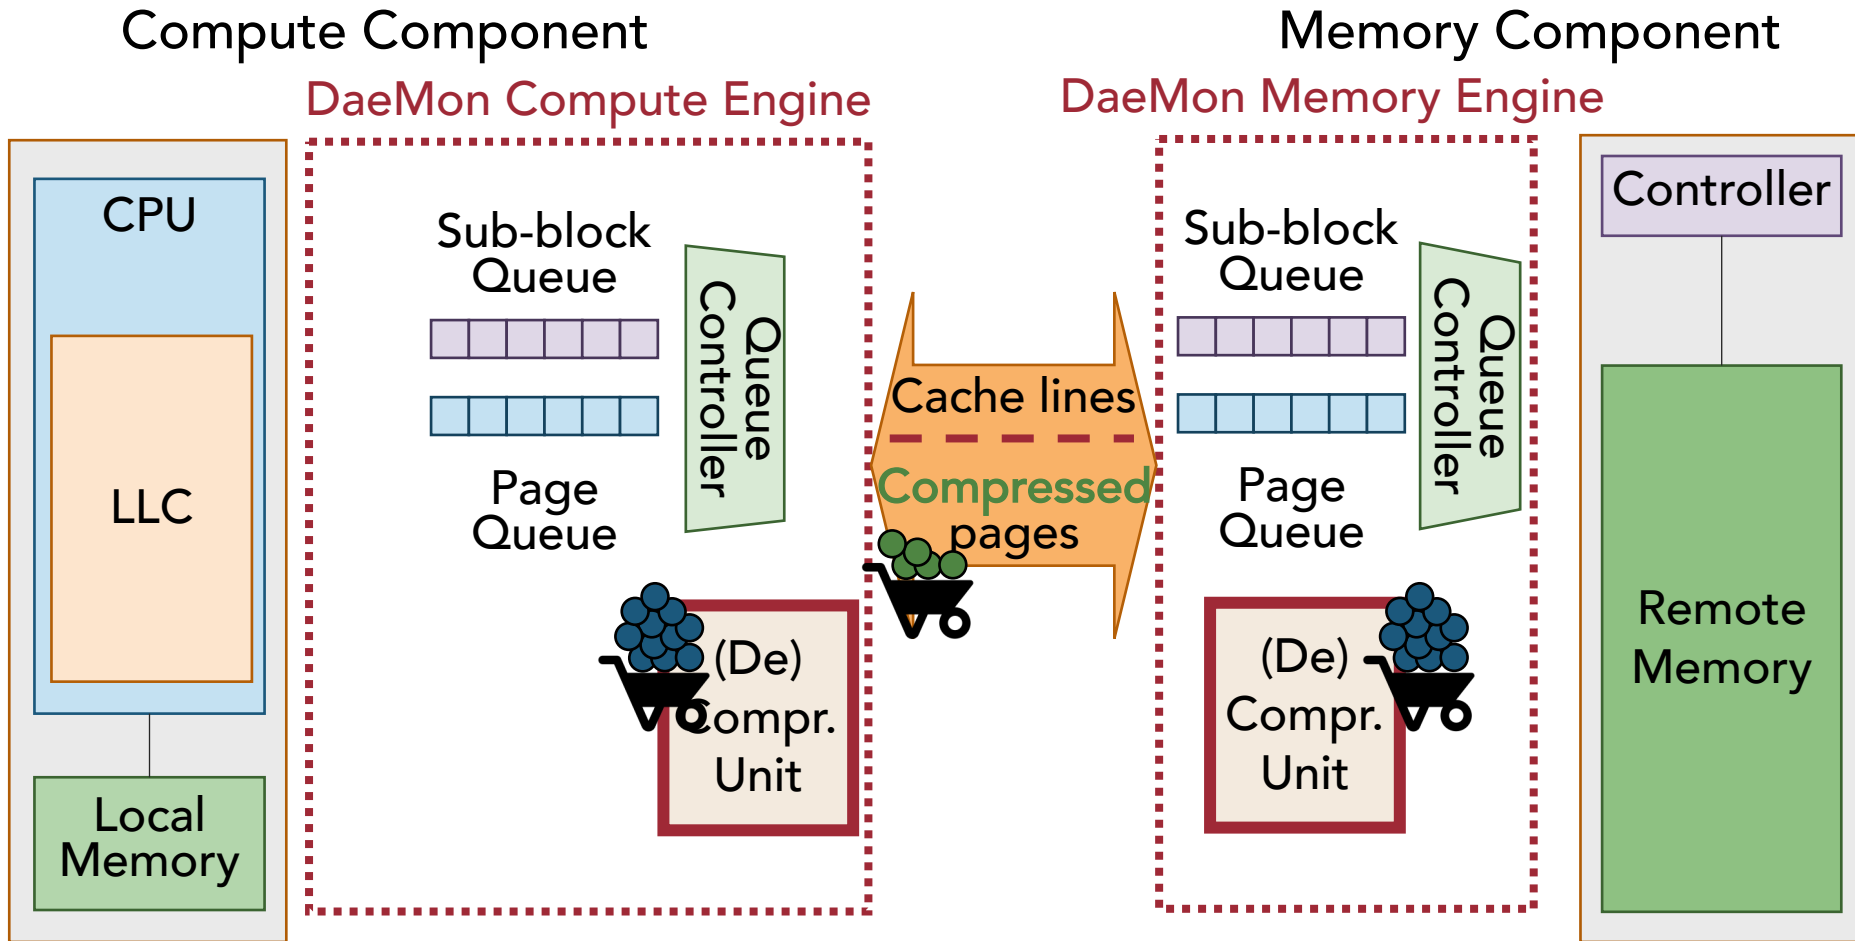 Compute Component
Memory Component
DaeMon Compute Engine
DaeMon Memory Engine
CPU
LLC
Local
Memory
Sub-block
Queue
Page
Queue
Queue
Controller
(De)
Compr.
Unit
Cache lines
Compressed
pages
Sub-block
Queue
Page
Queue
Queue
Controller
(De)
Compr.
Unit
Controller
Remote
Memory